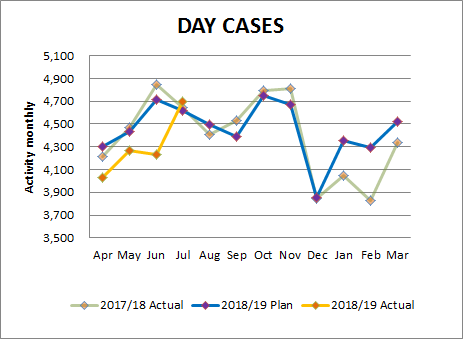 DAY CASES
Activity monthly
5,100
4,900
4,700
4,500
4,300
4,100
3,900
3,700
3,500
Apr May Jun Jul Aug Sep Oct Nov Dec Jan Feb Mar
2017/18 Actual 2018/19 Plan 2018/19 Actual